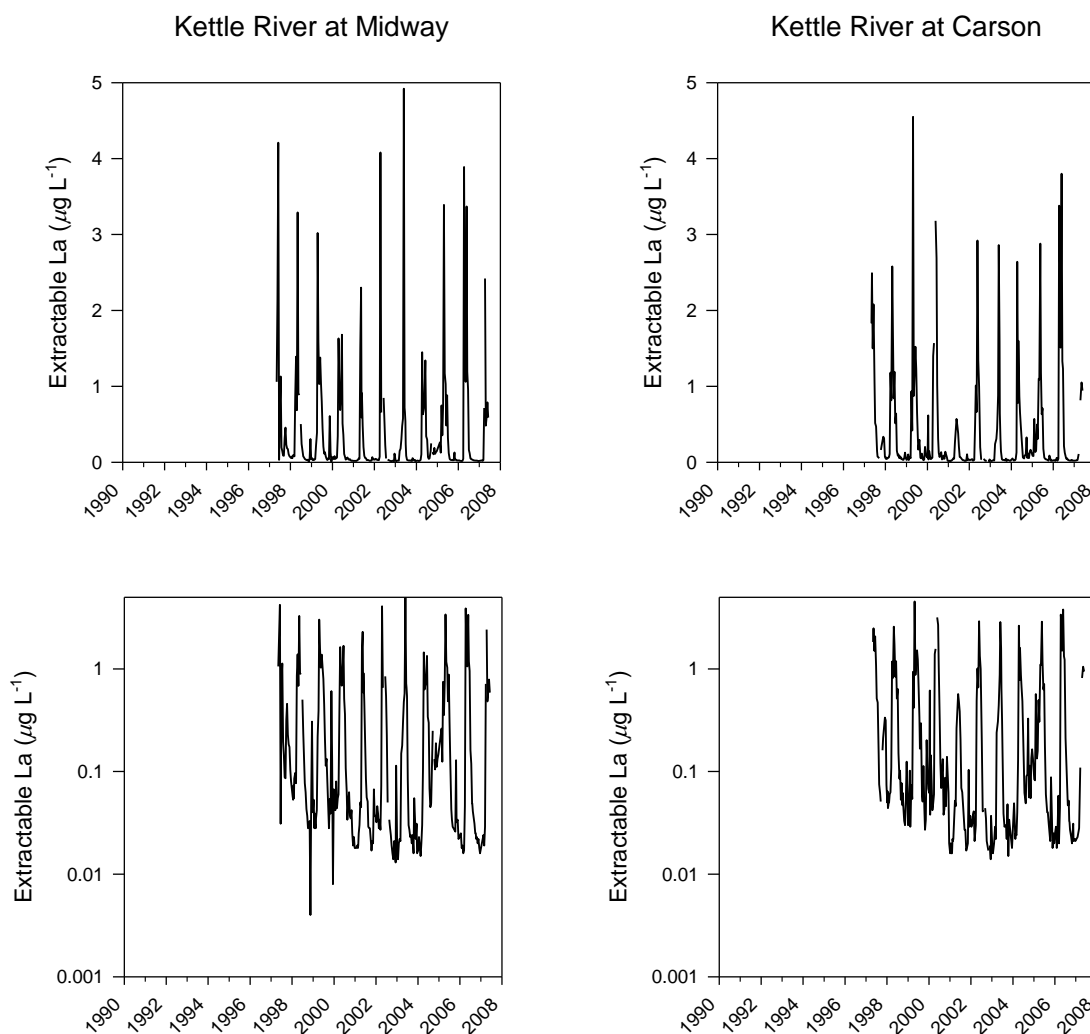 Kettle River at Midway
Kettle River at Carson
Extractable La (μg L-1)
5
4
3
2
1
0
1990 1992 1994 1996 1998 2000 2002 2004 2006 2008
Extractable La (μg L-1)
5
4
3
2
1
0
1990 1992 1994 1996 1998 2000 2002 2004 2006 2008
Extractable La (μg L-1)
1
0.1
0.01
0.001
1990 1992 1994 1996 1998 2000 2002 2004 2006 2008
Extractable La (μg L-1)
1
0.1
0.01
0.001
1990 1992 1994 1996 1998 2000 2002 2004 2006 2008